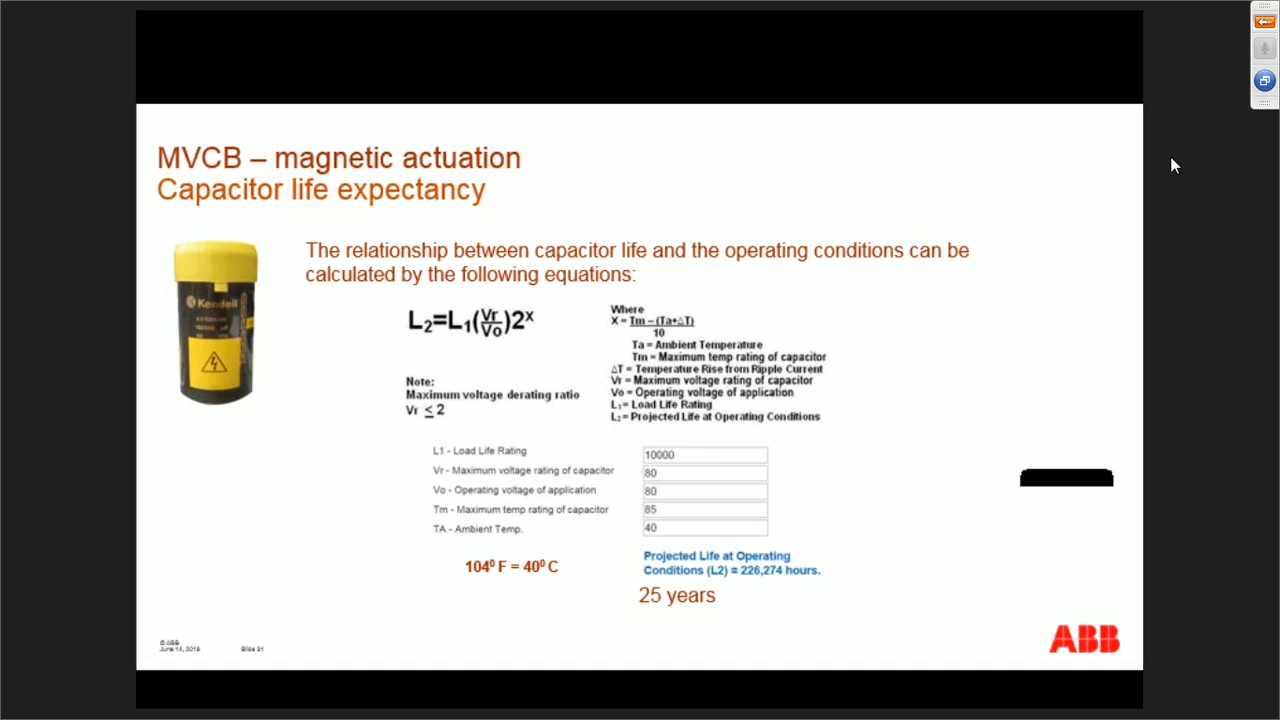 MVCB – magnetic actuation
Capacitor life expectancy
The relationship between capacitor life and the operating conditions can be
calculated by the following equations:
L₂=L₁(Vr/Vo)2ˣ
Where
X = Tm – (Ta+△T)
10
Ta = Ambient Temperature
Tm = Maximum temp rating of capacitor
△T = Temperature Rise from Ripple Current
Vr = Maximum voltage rating of capacitor
Vo = Operating voltage of application
L₁ = Load Life Rating
L₂ = Projected Life at Operating Conditions
Note:
Maximum voltage derating ratio
Vr ≤ 2
Kendeil
L1 - Load Life Rating 10000
Vr - Maximum voltage rating of capacitor 80
Vo - Operating voltage of application 80
Tm - Maximum temp rating of capacitor 85
TA - Ambient Temp. 40
104⁰ F = 40⁰ C
Projected Life at Operating
Conditions (L2) = 226,274 hours.
25 years
© ABB
Slide 31
ABB